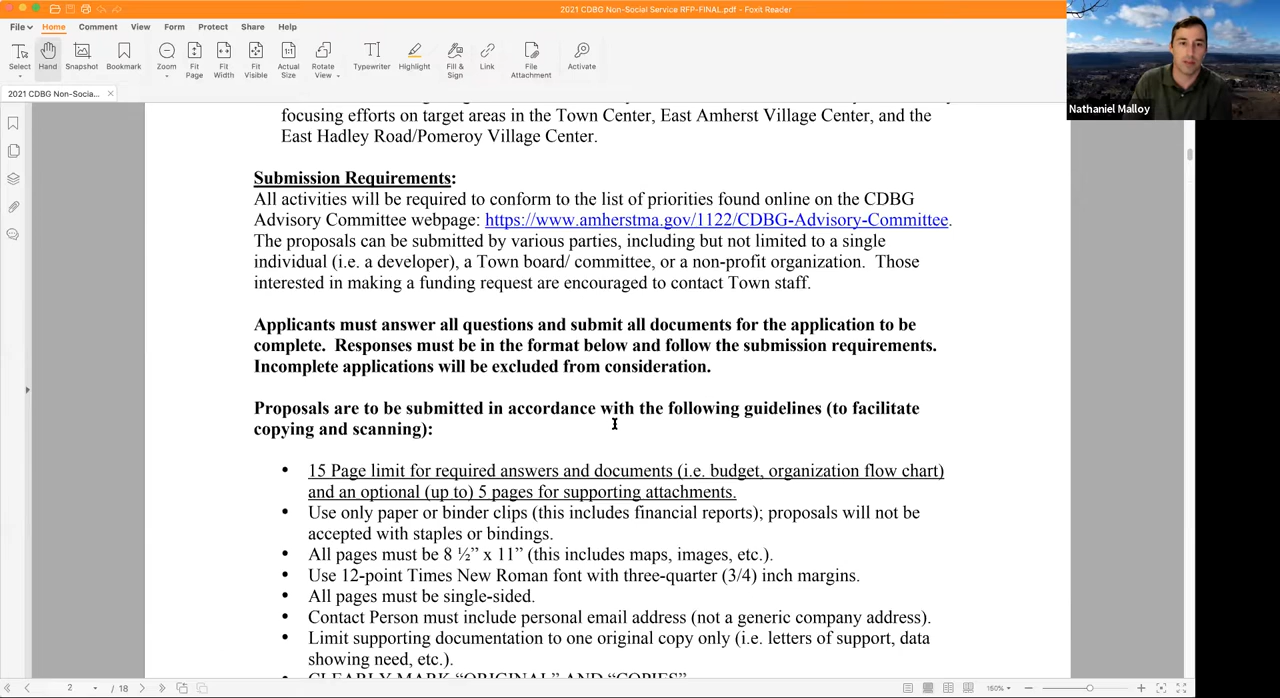 2021 CDBG Non-Social Service RFP-FINAL.pdf - Foxit Reader
File Home Comment View Form Protect Share Help
Select Hand Snapshot Bookmark Zoom Fit Page Fit Width Fit Visible Actual Size Rotate View Typewriter Highlight Fill & Sign Link File Attachment Activate
Nathaniel Malloy
2021 CDBG Non-Socia...
focusing efforts on target areas in the Town Center, East Amherst Village Center, and the
East Hadley Road/Pomeroy Village Center.
Submission Requirements:
All activities will be required to conform to the list of priorities found online on the CDBG
Advisory Committee webpage: https://www.amherstma.gov/1122/CDBG-Advisory-Committee.
The proposals can be submitted by various parties, including but not limited to a single
individual (i.e. a developer), a Town board/ committee, or a non-profit organization. Those
interested in making a funding request are encouraged to contact Town staff.
Applicants must answer all questions and submit all documents for the application to be
complete. Responses must be in the format below and follow the submission requirements.
Incomplete applications will be excluded from consideration.
Proposals are to be submitted in accordance with the following guidelines (to facilitate
copying and scanning):
• 15 Page limit for required answers and documents (i.e. budget, organization flow chart)
and an optional (up to) 5 pages for supporting attachments.
• Use only paper or binder clips (this includes financial reports); proposals will not be
accepted with staples or bindings.
• All pages must be 8 ½” x 11” (this includes maps, images, etc.).
• Use 12-point Times New Roman font with three-quarter (3/4) inch margins.
• All pages must be single-sided.
• Contact Person must include personal email address (not a generic company address).
• Limit supporting documentation to one original copy only (i.e. letters of support, data
showing need, etc.).
• CLEARLY MARK “ORIGINAL” AND “COPIES”
2 / 18 150%